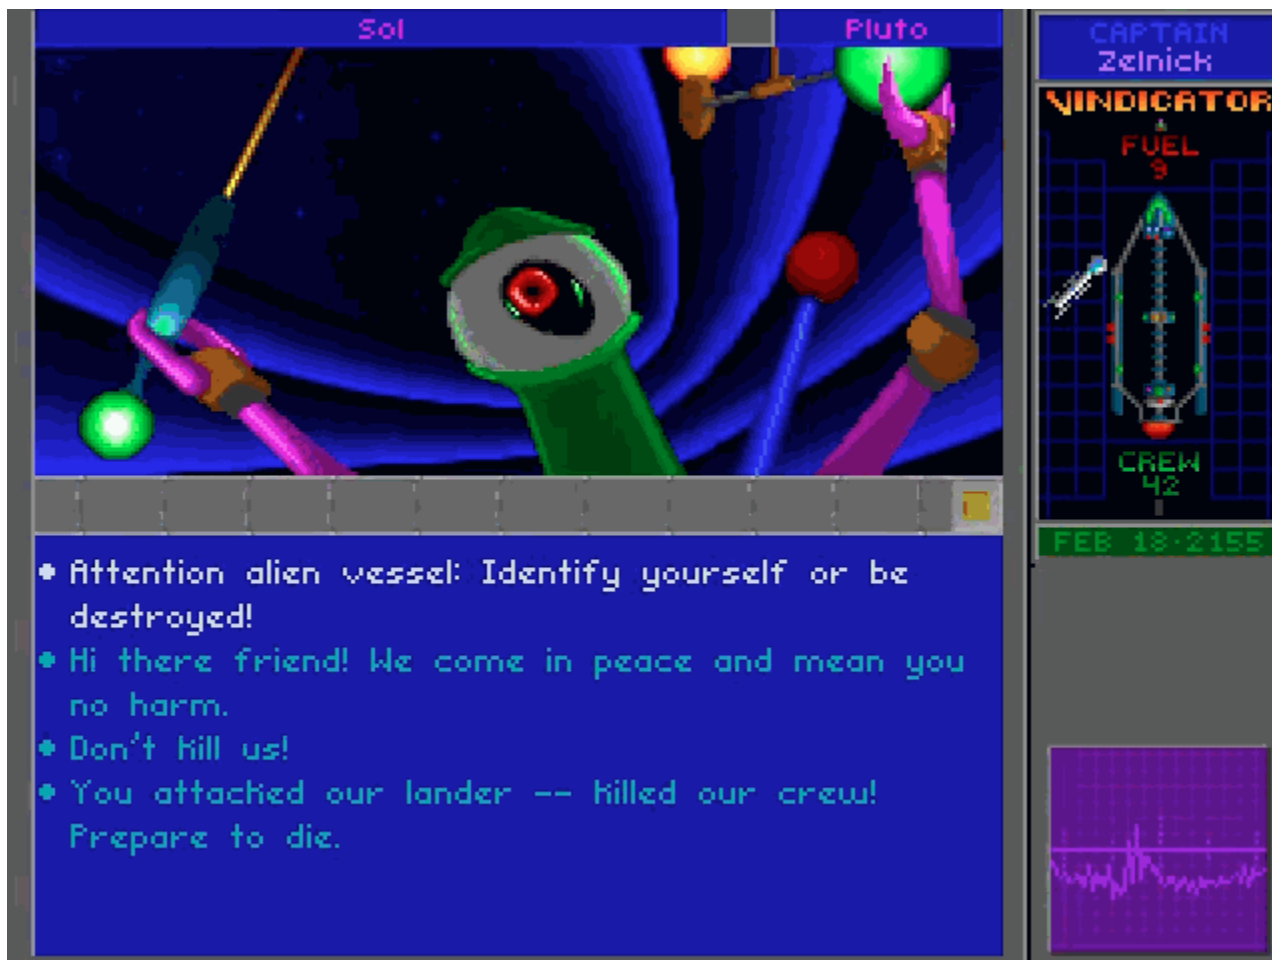 Sol
Pluto
CAPTAIN
Zelnick
VINDICATOR
FUEL
9
CREW
42
FEB 18·2155
• Attention alien vessel: Identify yourself or be
destroyed!
• Hi there friend! We come in peace and mean you
no harm.
• Don't kill us!
• You attacked our lander -- killed our crew!
Prepare to die.